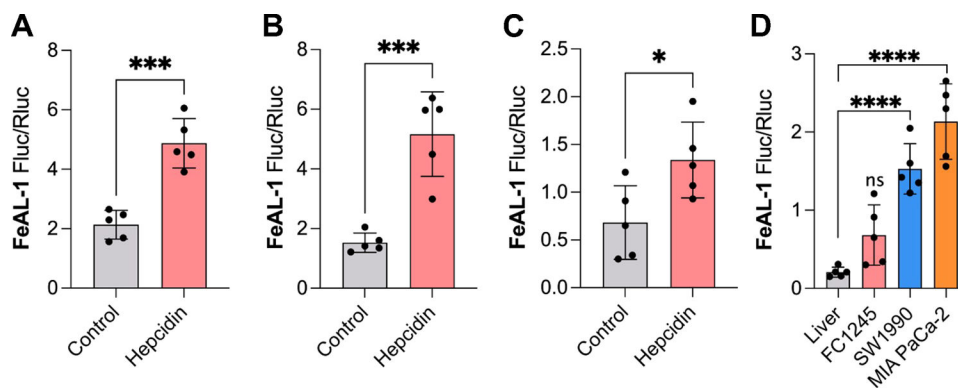 A
FeAL-1 Fluc/Rluc
8
6
4
2
0
***
Control
Hepcidin
B
FeAL-1 Fluc/Rluc
8
6
4
2
0
***
Control
Hepcidin
C
FeAL-1 Fluc/Rluc
2.5
2.0
1.5
1.0
0.5
0.0
*
Control
Hepcidin
D
FeAL-1 Fluc/Rluc
3
2
1
0
****
****
ns
Liver
FC1245
SW1990
MIA PaCa-2